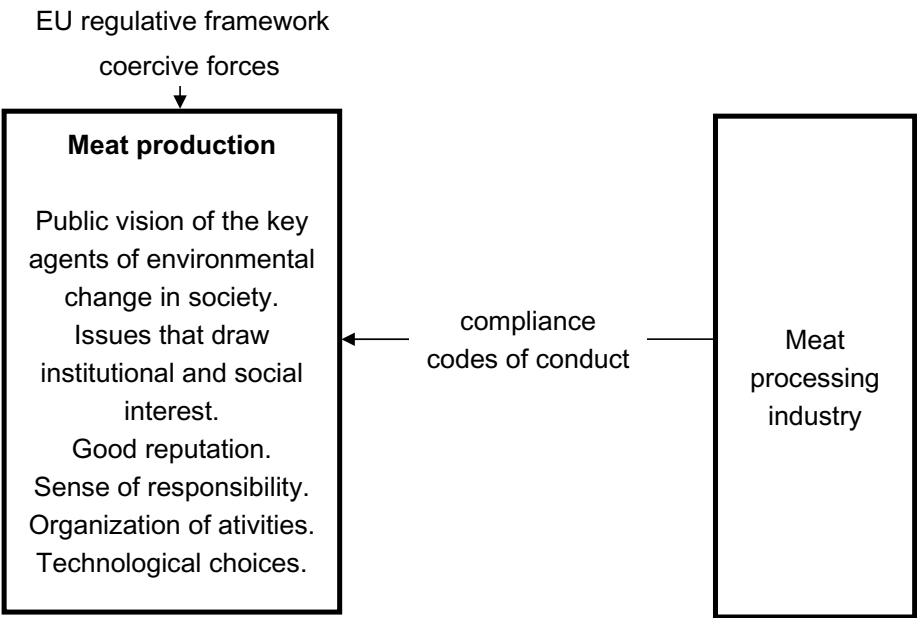 EU regulative framework
coercive forces
Meat production
Public vision of the key
agents of environmental
change in society.
Issues that draw
institutional and social
interest.
Good reputation.
Sense of responsibility.
Organization of ativities.
Technological choices.
compliance
codes of conduct
Meat
processing
industry